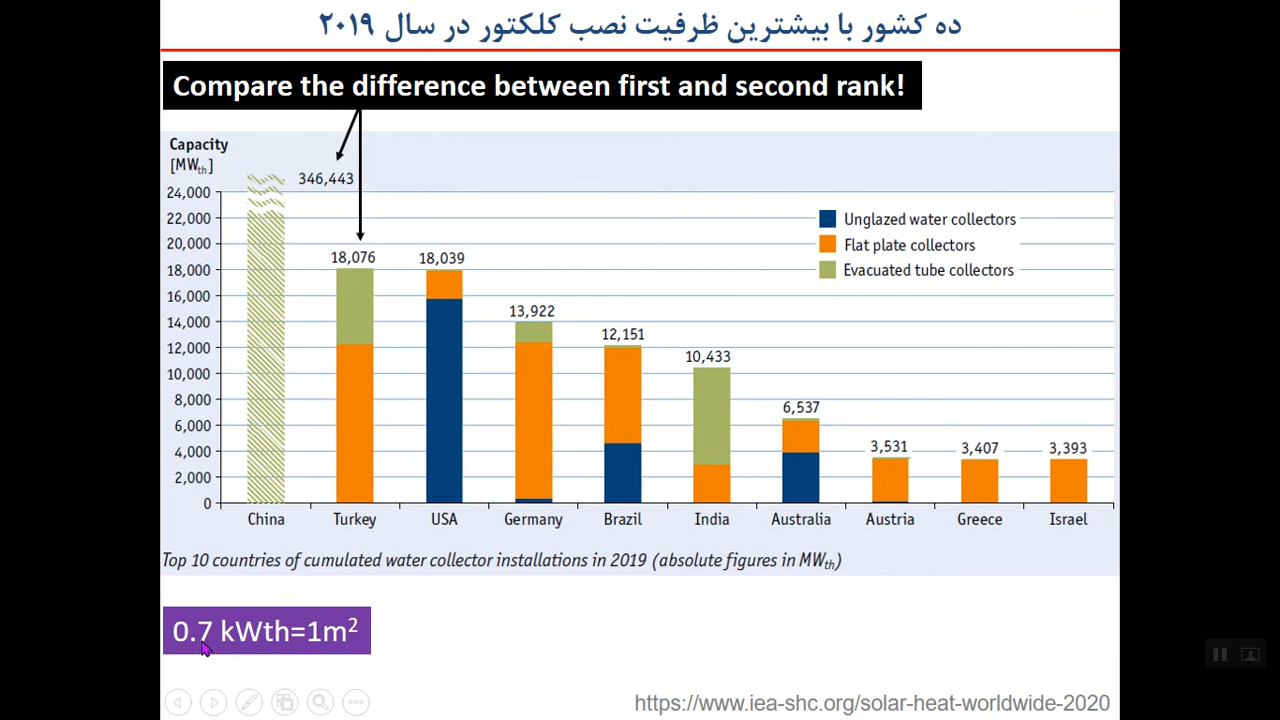 ده کشور با بیشترین ظرفیت نصب کلکتور در سال ۲۰۱۹
Compare the difference between first and second rank!
Capacity
[MWth]
346,443
24,000
22,000
20,000
18,000
16,000
14,000
12,000
10,000
8,000
6,000
4,000
2,000
0
Unglazed water collectors
Flat plate collectors
Evacuated tube collectors
18,076
18,039
13,922
12,151
10,433
6,537
3,531
3,407
3,393
China Turkey USA Germany Brazil India Australia Austria Greece Israel
Top 10 countries of cumulated water collector installations in 2019 (absolute figures in MWth)
0.7 kWth=1m²
https://www.iea-shc.org/solar-heat-worldwide-2020